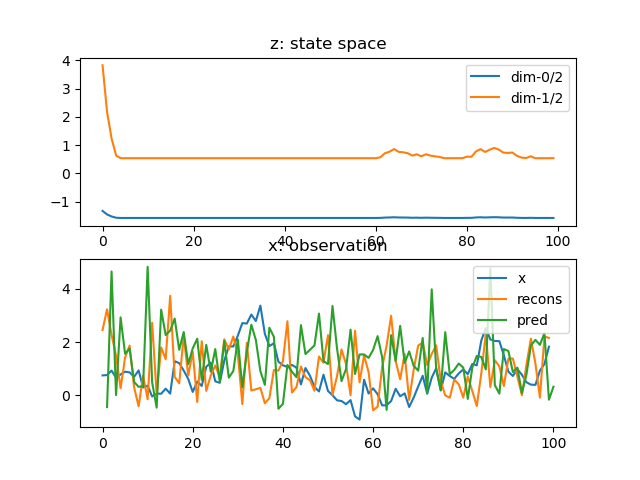 z: state space
4
3
2
1
0
−1
dim-0/2
dim-1/2
0 20 40 60 80 100
x: observation
4
2
0
x
recons
pred
0 20 40 60 80 100